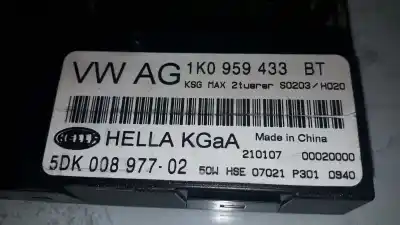 VW AG 1K0 959 433 BT
KSG MAX 2tuerer S0203/H020
HELLA HELLA KGaA Made in China
210107 00020000
5DK 008 977-02 50W HSE 07021 P301 0940